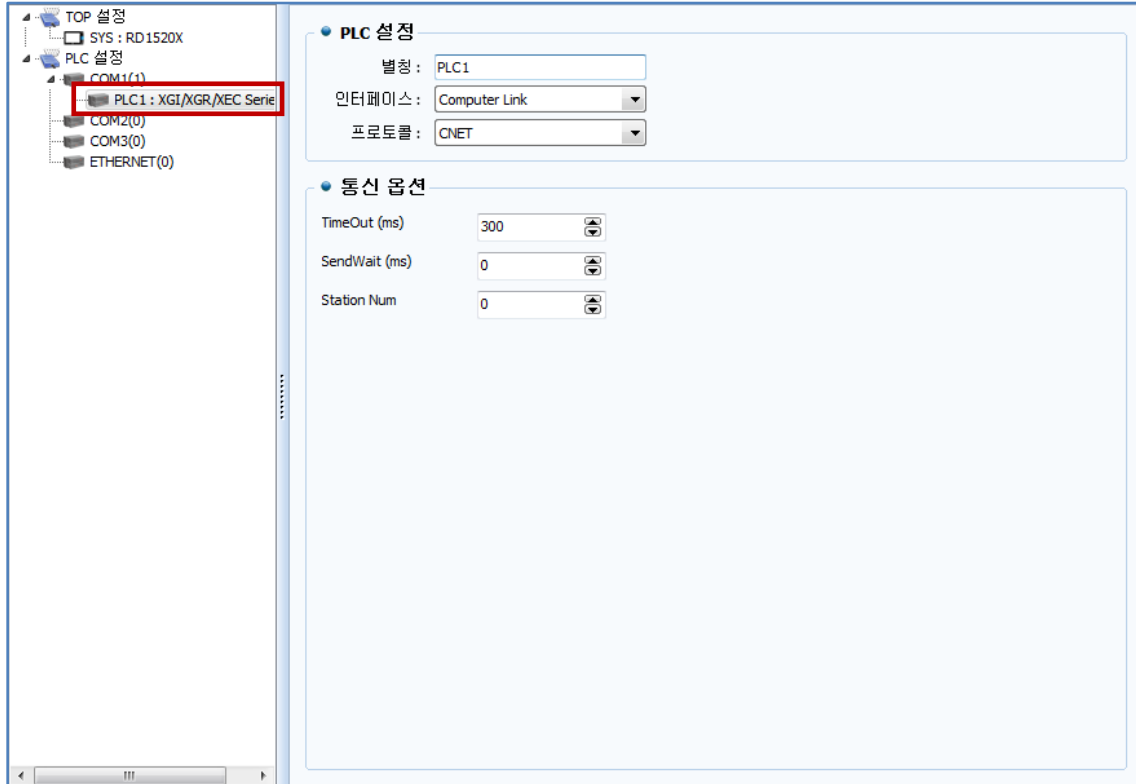 TOP 설정
SYS : RD1520X
PLC 설정
COM1(1)
PLC1 : XGI/XGR/XEC Serie
COM2(0)
COM3(0)
ETHERNET(0)
PLC 설정
별칭 : PLC1
인터페이스 : Computer Link
프로토콜 : CNET
통신 옵션
TimeOut (ms) 300
SendWait (ms) 0
Station Num 0